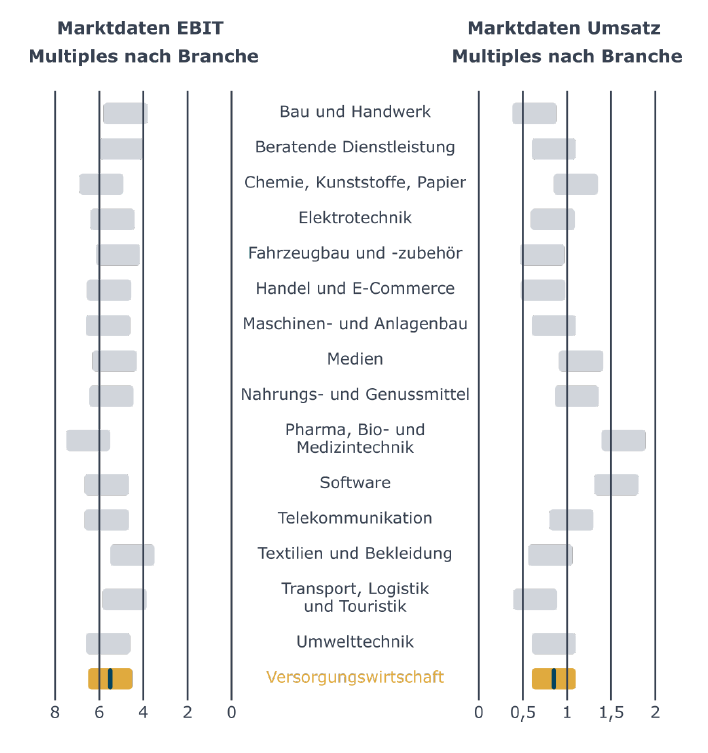 Marktdaten EBIT
Multiples nach Branche
Marktdaten Umsatz
Multiples nach Branche
Bau und Handwerk
Beratende Dienstleistung
Chemie, Kunststoffe, Papier
Elektrotechnik
Fahrzeugbau und -zubehör
Handel und E-Commerce
Maschinen- und Anlagenbau
Medien
Nahrungs- und Genussmittel
Pharma, Bio- und
Medizintechnik
Software
Telekommunikation
Textilien und Bekleidung
Transport, Logistik
und Touristik
Umwelttechnik
Versorgungswirtschaft
8 6 4 2 0
0 0,5 1 1,5 2